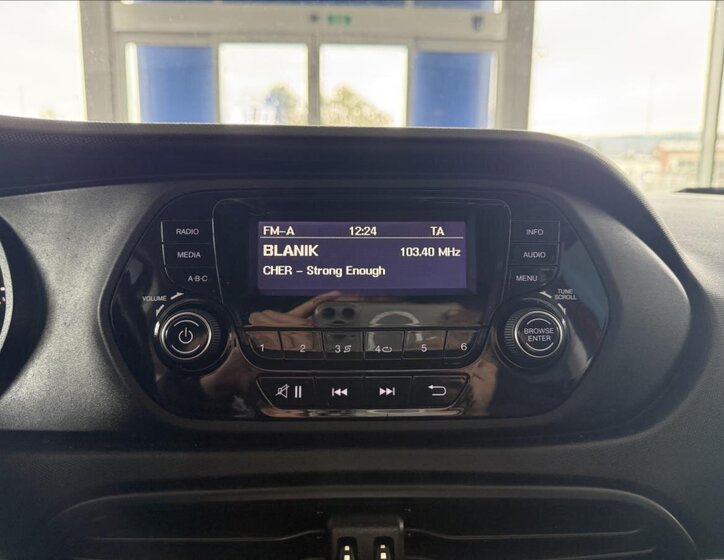 FM-A 12:24 TA
BLANIK 103.40 MHz
CHER - Strong Enough
RADIO
MEDIA
A-B-C
VOLUME
INFO
AUDIO
MENU
TUNE
SCROLL
BROWSE
ENTER
1 2 3 4 5 6